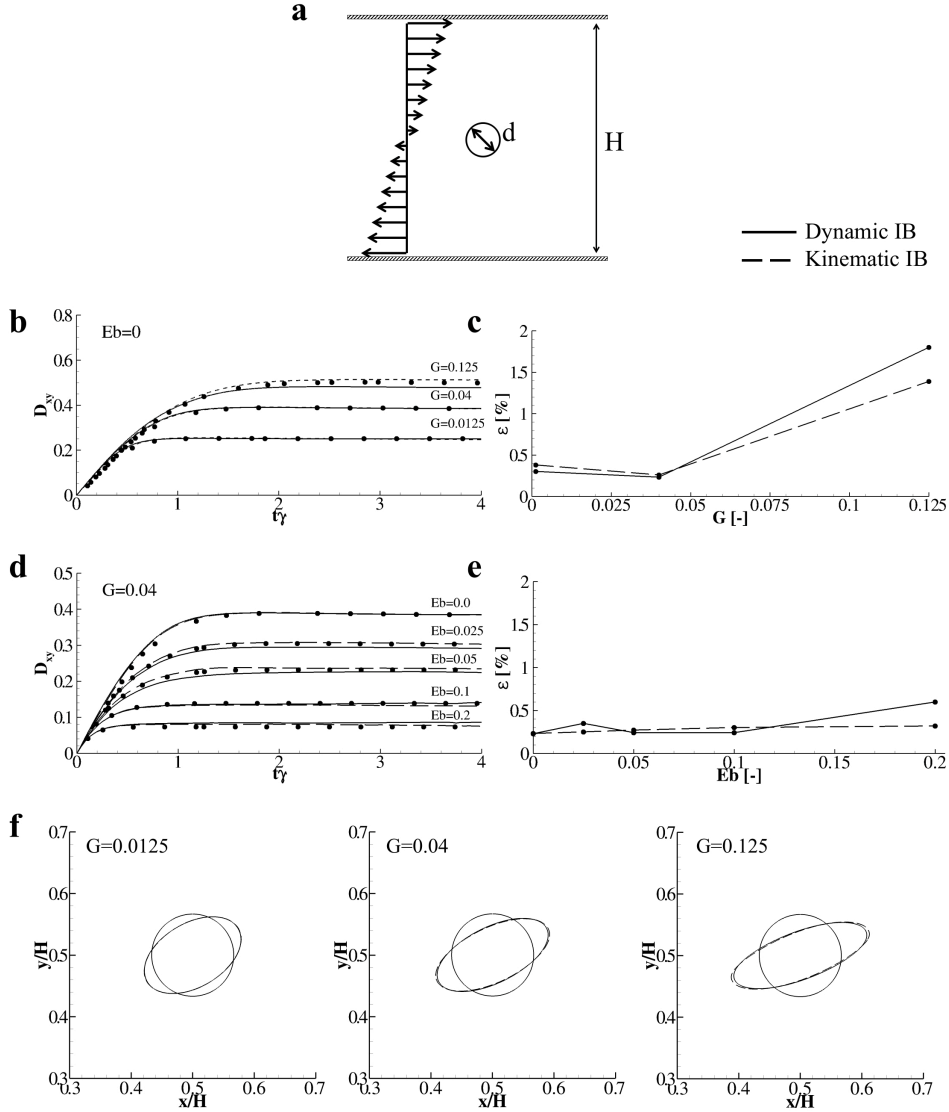 a
d
H
Dynamic IB
Kinematic IB
b
Eb=0
D_xy
0.8
0.6
0.4
0.2
0
G=0.125
G=0.04
G=0.0125
0 1 2 3 4
tγ̇
c
ε [%]
2
1.5
1
0.5
0
0 0.025 0.05 0.075 0.1 0.125
G [-]
d
G=0.04
D_xy
0.5
0.4
0.3
0.2
0.1
0
Eb=0.0
Eb=0.025
Eb=0.05
Eb=0.1
Eb=0.2
0 1 2 3 4
tγ̇
e
ε [%]
2
1.5
1
0.5
0
0 0.05 0.1 0.15 0.2
Eb [-]
f
G=0.0125
y/H
0.7
0.6
0.5
0.4
0.3
0.3 0.4 0.5 0.6 0.7
x/H
G=0.04
y/H
0.7
0.6
0.5
0.4
0.3
0.3 0.4 0.5 0.6 0.7
x/H
G=0.125
y/H
0.7
0.6
0.5
0.4
0.3
0.3 0.4 0.5 0.6 0.7
x/H